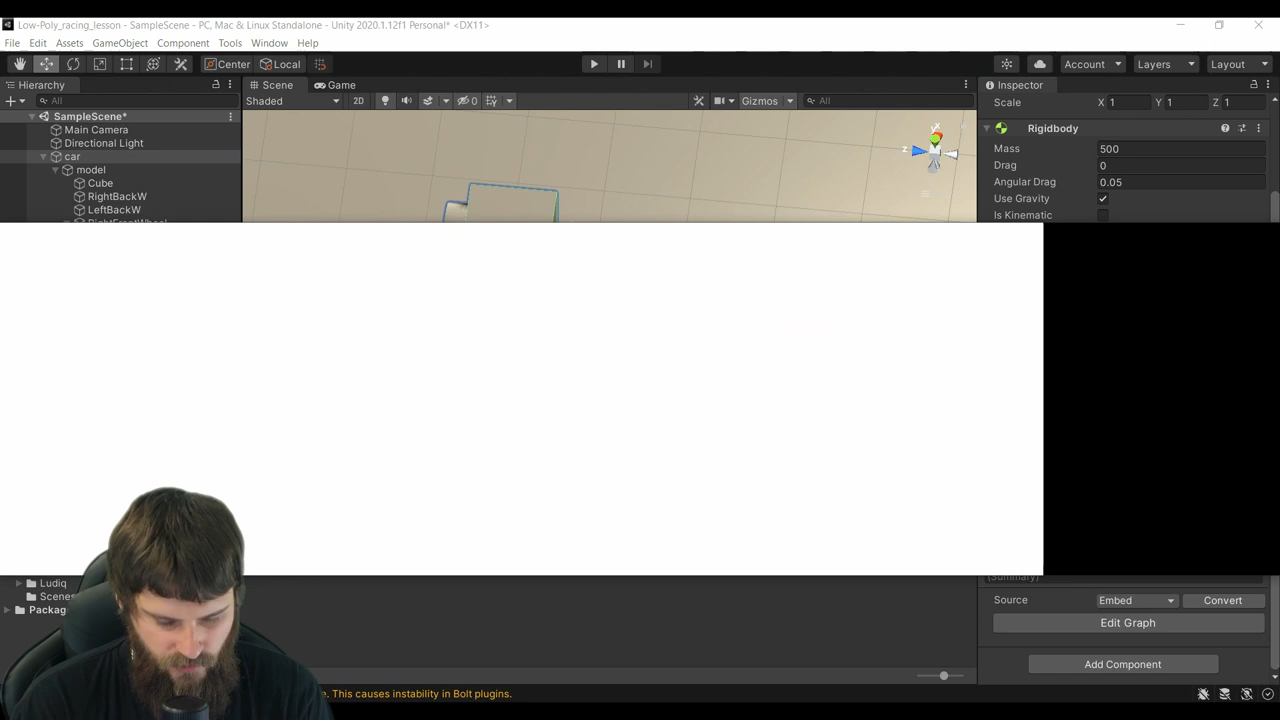 Low-Poly_racing_lesson - SampleScene - PC, Mac & Linux Standalone - Unity 2020.1.12f1 Personal* <DX11>
File Edit Assets GameObject Component Tools Window Help
Center Local Account Layers Layout
Hierarchy Scene Game Inspector
All Shaded 2D 0 Gizmos All Scale X 1 Y 1 Z 1
SampleScene*
Main Camera Rigidbody
Directional Light
car Mass 500
model Drag 0
Cube Angular Drag 0.05
RightBackW Use Gravity
LeftBackW Is Kinematic
RightFrontWheel
x
y
z
Ludiq (Summary)
Scenes Source Embed Convert
Packag
Edit Graph
Add Component
e. This causes instability in Bolt plugins.